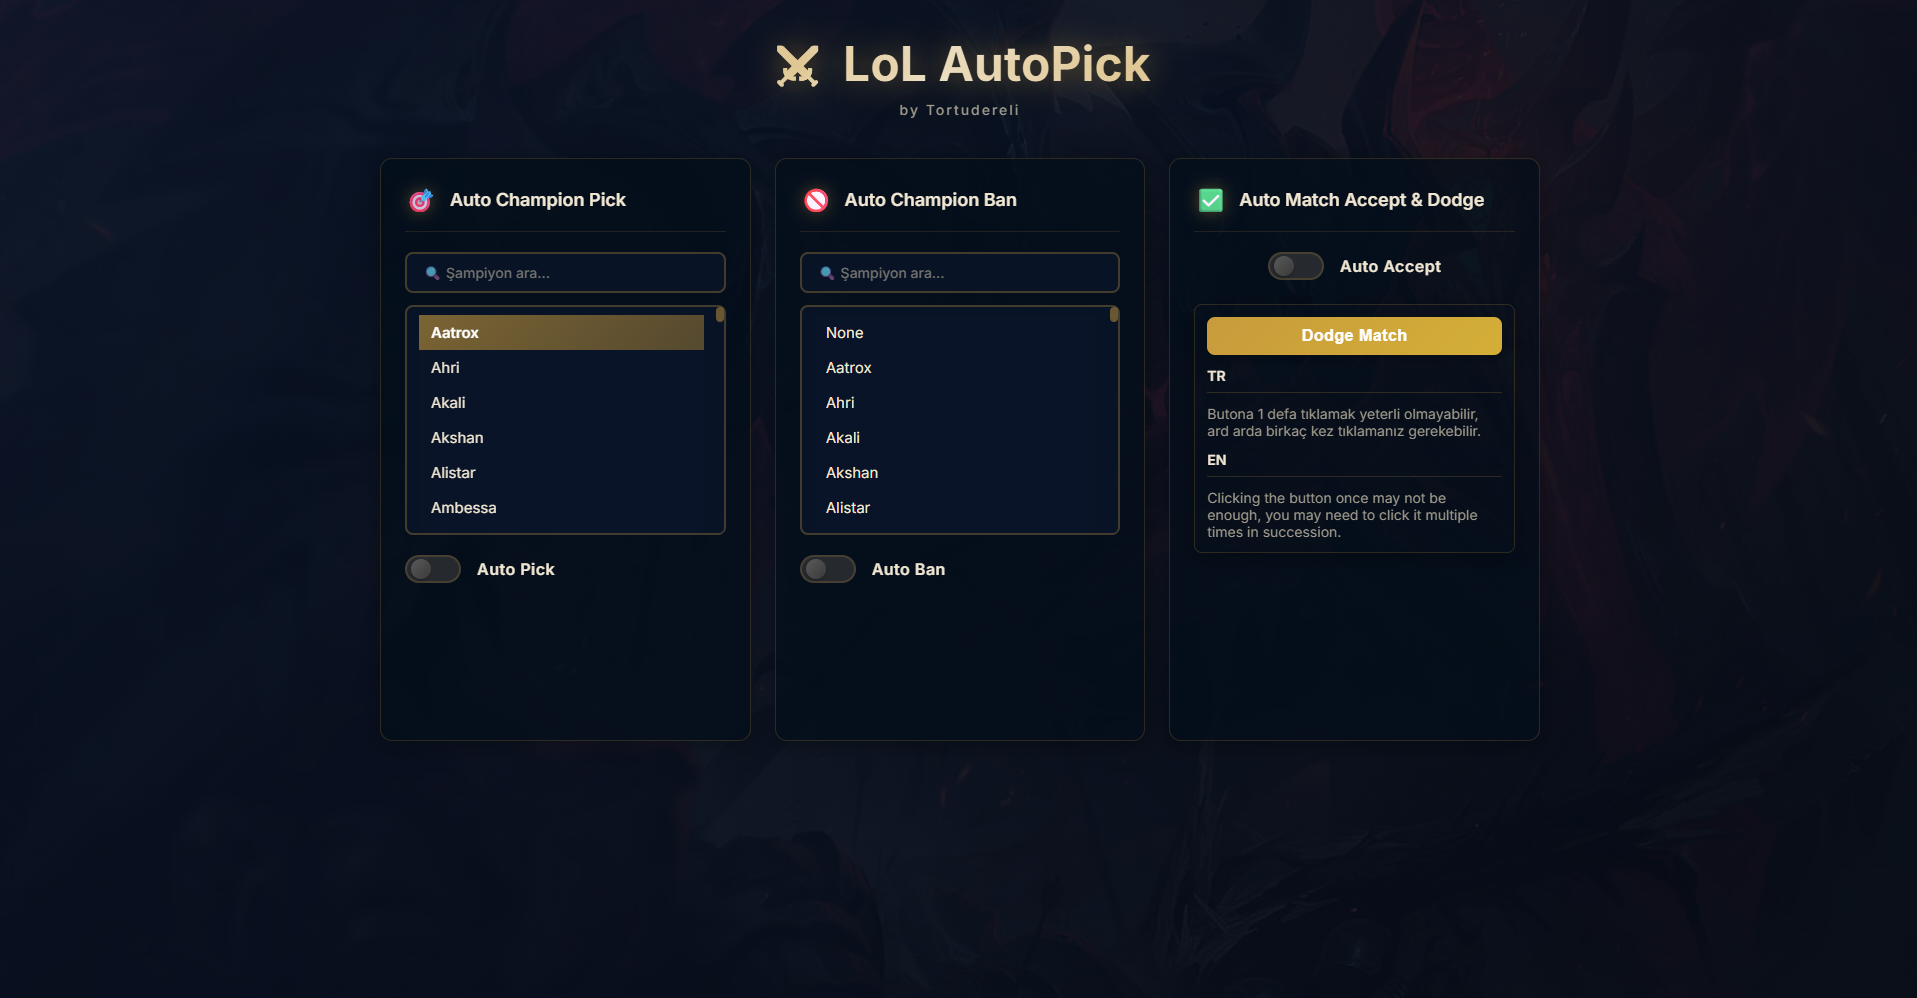 LoL AutoPick
by Tortudereli
Auto Champion Pick
Şampiyon ara...
Aatrox
Ahri
Akali
Akshan
Alistar
Ambessa
Auto Pick
Auto Champion Ban
Şampiyon ara...
None
Aatrox
Ahri
Akali
Akshan
Alistar
Auto Ban
Auto Match Accept & Dodge
Auto Accept
Dodge Match
TR
Butona 1 defa tıklamak yeterli olmayabilir,
ard arda birkaç kez tıklamanız gerekebilir.
EN
Clicking the button once may not be
enough, you may need to click it multiple
times in succession.